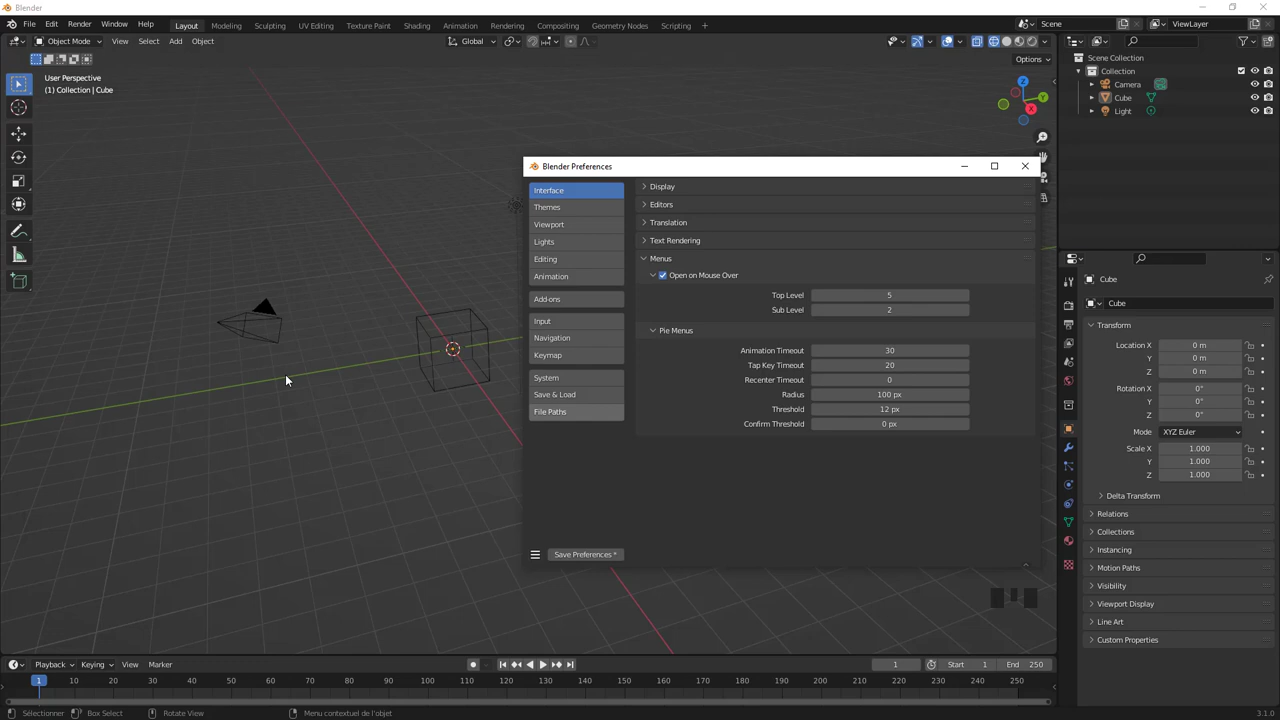 Blender
File Edit Render Window Help Layout Modeling Sculpting UV Editing Texture Paint Shading Animation Rendering Compositing Geometry Nodes Scripting + Scene ViewLayer
Object Mode View Select Add Object Global
Options
User Perspective
(1) Collection | Cube
Z
Y
X
Scene Collection
Collection
Camera
Cube
Light
Blender Preferences
Interface
Themes
Viewport
Lights
Editing
Animation
Add-ons
Input
Navigation
Keymap
System
Save & Load
File Paths
Display
Editors
Translation
Text Rendering
Menus
Open on Mouse Over
Top Level 5
Sub Level 2
Pie Menus
Animation Timeout 30
Tap Key Timeout 20
Recenter Timeout 0
Radius 100 px
Threshold 12 px
Confirm Threshold 0 px
Save Preferences *
Cube
Cube
Transform
Location X 0 m
Y 0 m
Z 0 m
Rotation X 0°
Y 0°
Z 0°
Mode XYZ Euler
Scale X 1.000
Y 1.000
Z 1.000
Delta Transform
Relations
Collections
Instancing
Motion Paths
Visibility
Viewport Display
Line Art
Custom Properties
Playback Keying View Marker 1 Start 1 End 250
1 10 20 30 40 50 60 70 80 90 100 110 120 130 140 150 160 170 180 190 200 210 220 230 240 250
Sélectionner Box Select Rotate View Menu contextuel de l'objet 3.1.0